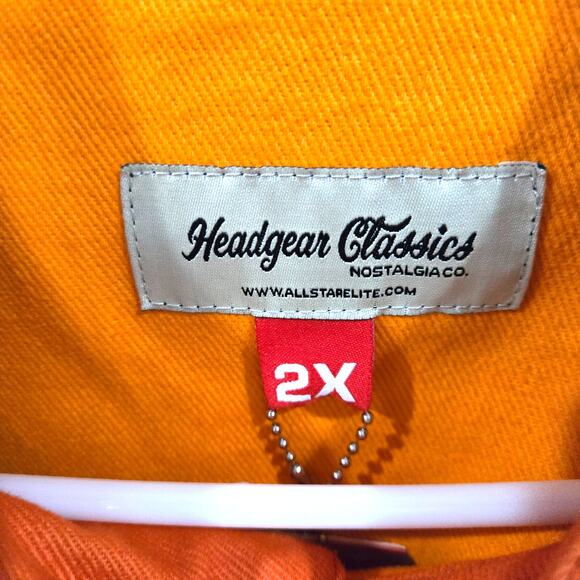 Headgear Classics
NOSTALGIA CO.
WWW.ALLSTARELITE.COM
2X